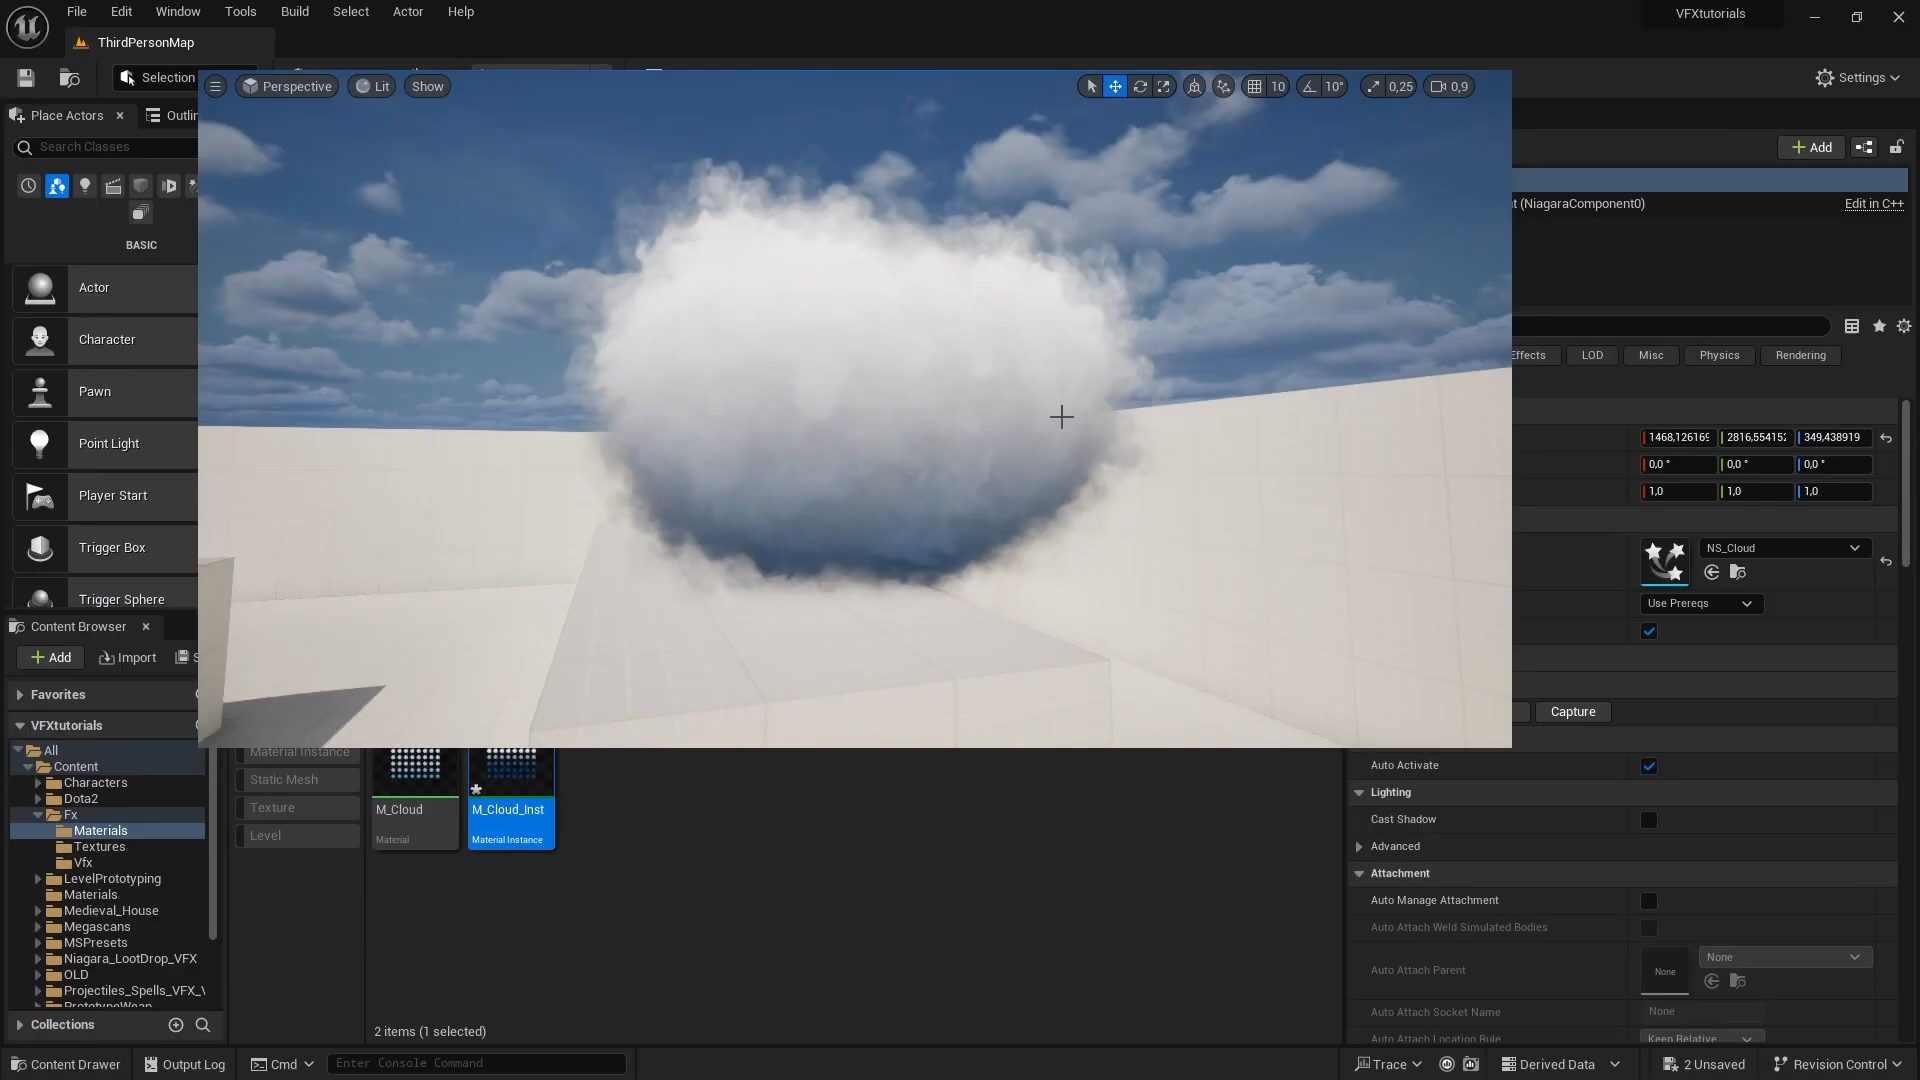 File Edit Window Tools Build Select Actor Help
VFXtutorials
ThirdPersonMap
Selection
Settings
Perspective Lit Show
10 10° 0,25 0,9
Place Actors
Search Classes
BASIC
Actor
Character
Pawn
Point Light
Player Start
Trigger Box
Trigger Sphere
Add
(NiagaraComponent0) Edit in C++
LOD Misc Physics Rendering
349,438919
0,0 ° 0,0 ° 0,0 °
1,0 1,0 1,0
NS_Cloud
Use Prereqs
Capture
Auto Activate
Lighting
Cast Shadow
Advanced
Attachment
Auto Manage Attachment
Auto Attach Weld Simulated Bodies
Auto Attach Parent
None
None
Auto Attach Socket Name
None
Auto Attach Location Rule
Keep Relative
Content Browser
Add Import
Favorites
VFXtutorials
All
Content
Characters
Dota2
Fx
Materials
Textures
Vfx
LevelPrototyping
Materials
Medieval_House
Megascans
MSPresets
Niagara_LootDrop_VFX
OLD
Projectiles_Spells_VFX_
Collections
Material Instance
Static Mesh
Texture
Level
M_Cloud
Material
M_Cloud_Inst
Material Instance
2 items (1 selected)
Content Drawer Output Log Cmd Enter Console Command
Trace Derived Data 2 Unsaved Revision Control